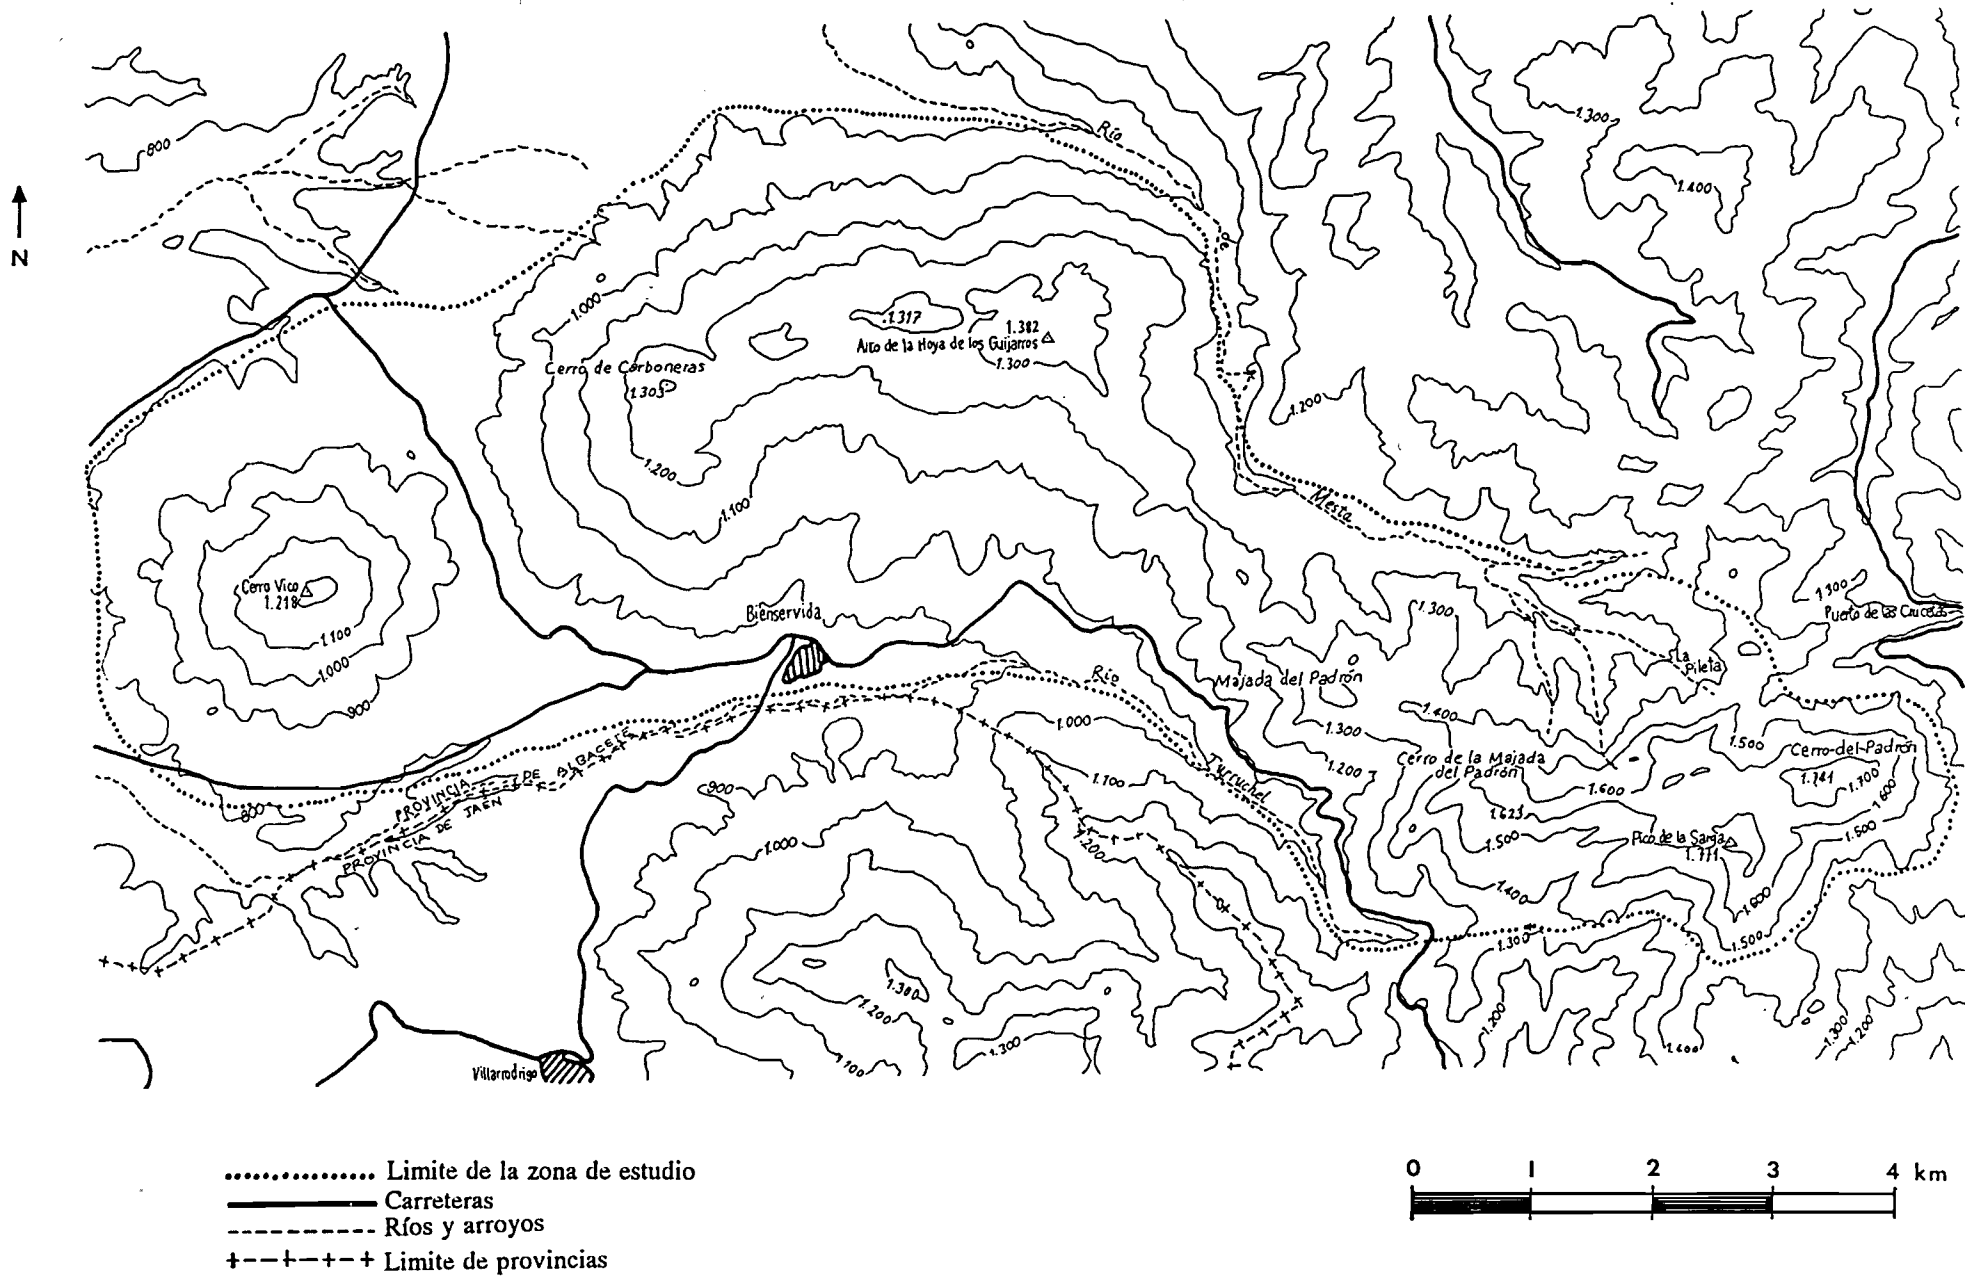 N
800
Río
1.300
1.400
1.000
1.317
1.382
Alto de la Hoya de los Guijarros
1.300
Cerro de Carboneras
1.303
1.200
1.200
1.100
Mesta
Cerro Vico
1.218
1.100
1.000
900
Bienservida
1.300
1.300
Puerto de las Crucetas
La
Pileta
Río
Majada del Padrón
1.000
1.300
1.400
1.500
Cerro del Padrón
1.741
1.700
1.600
Cerro de la Majada
del Padrón
1.200
1.100
Turruchel
1.600
1.623
1.500
1.500
Pico de la Sarga
1.771
PROVINCIA DE ALBACETE
PROVINCIA DE JAEN
800
900
1.000
1.200
1.400
1.600
1.500
1.300
1.380
1.200
1.300
1.100
1.200
1.300
1.200
Villarrodrigo
Limite de la zona de estudio
Carreteras
Ríos y arroyos
Limite de provincias
0 1 2 3 4 km